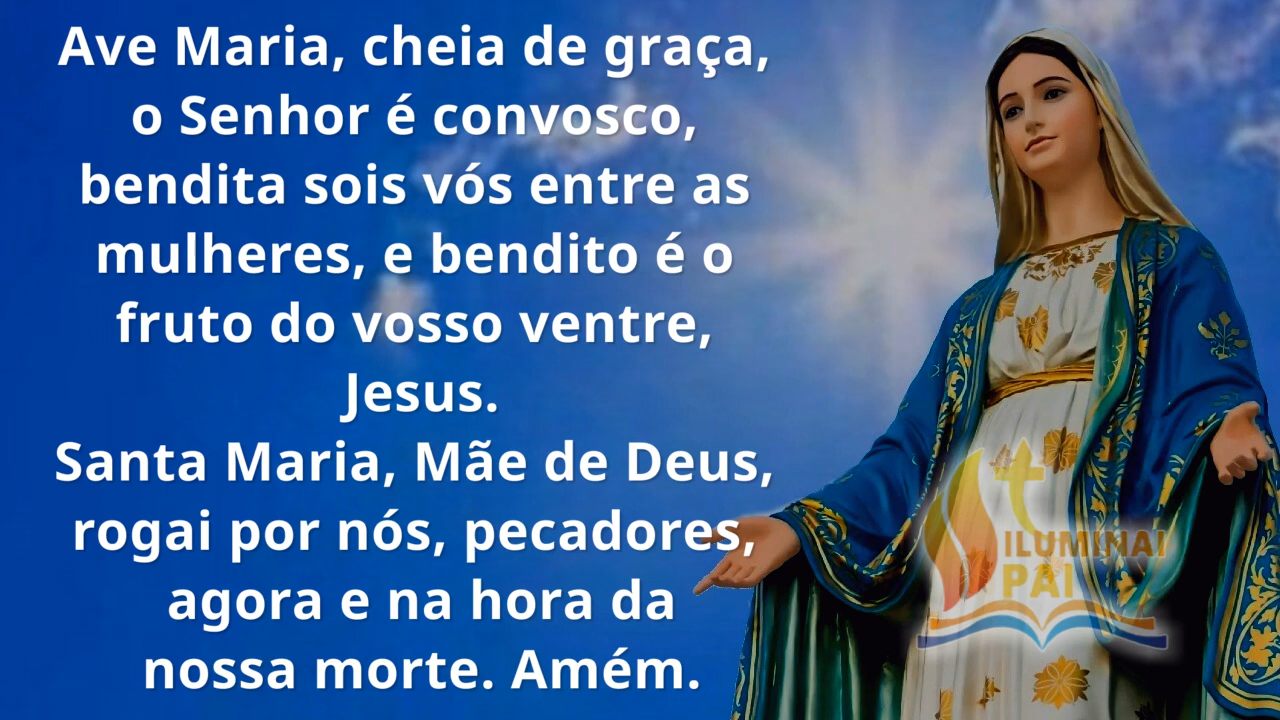 Ave Maria, cheia de graça,
o Senhor é convosco,
bendita sois vós entre as
mulheres, e bendito é o
fruto do vosso ventre,
Jesus.
Santa Maria, Mãe de Deus,
rogai por nós, pecadores,
agora e na hora da
nossa morte. Amém.
ILUMINAI
PAI